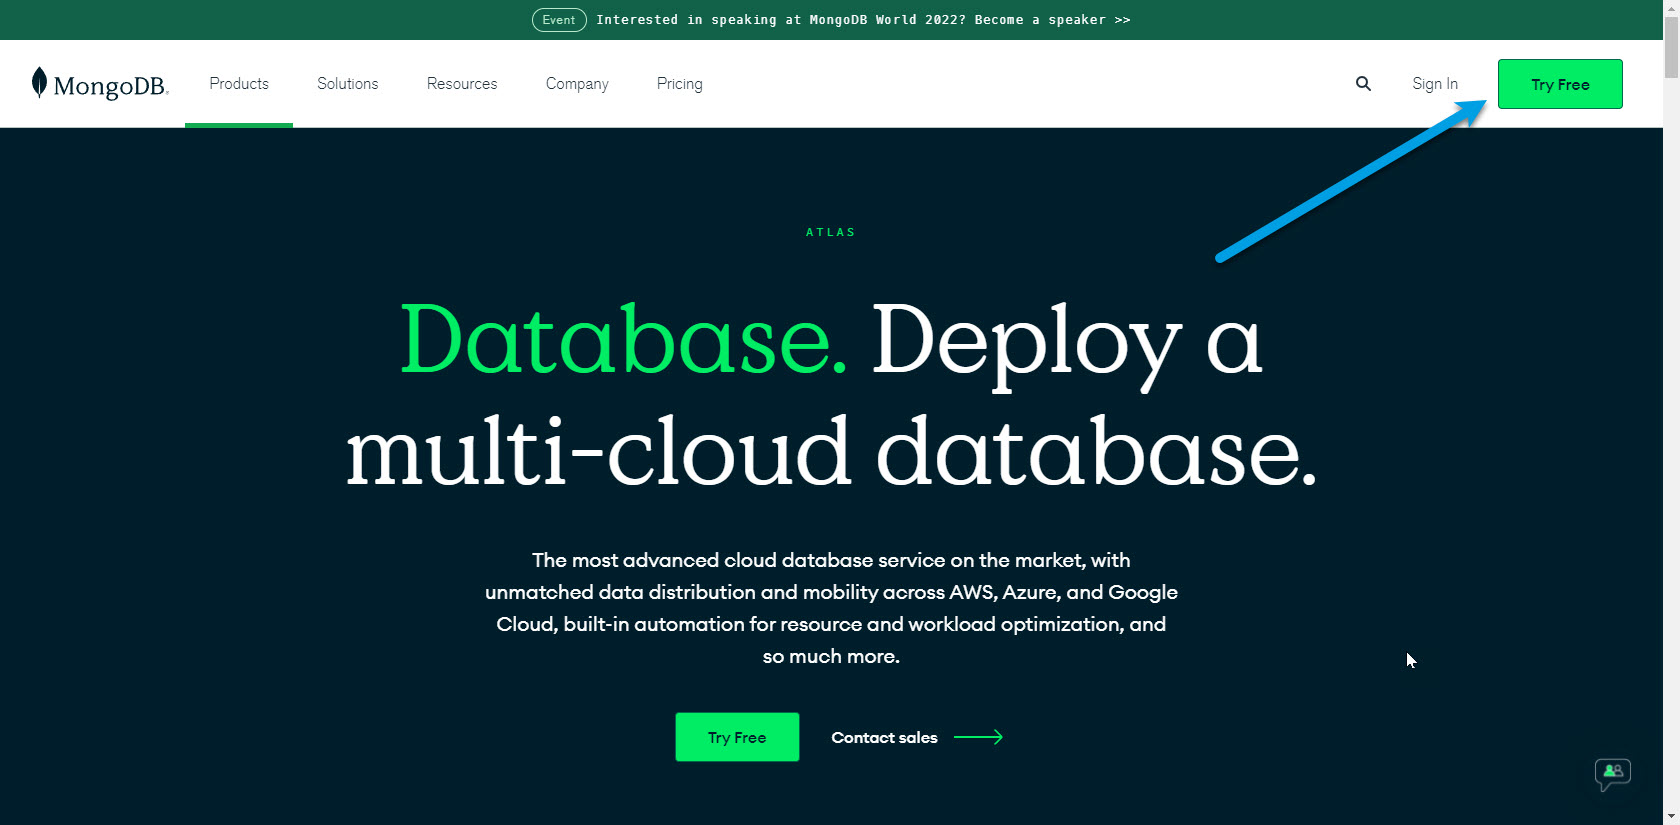 Event Interested in speaking at MongoDB World 2022? Become a speaker >>
MongoDB. Products Solutions Resources Company Pricing Sign In Try Free
ATLAS
Database. Deploy a
multi-cloud database.
The most advanced cloud database service on the market, with
unmatched data distribution and mobility across AWS, Azure, and Google
Cloud, built-in automation for resource and workload optimization, and
so much more.
Try Free Contact sales